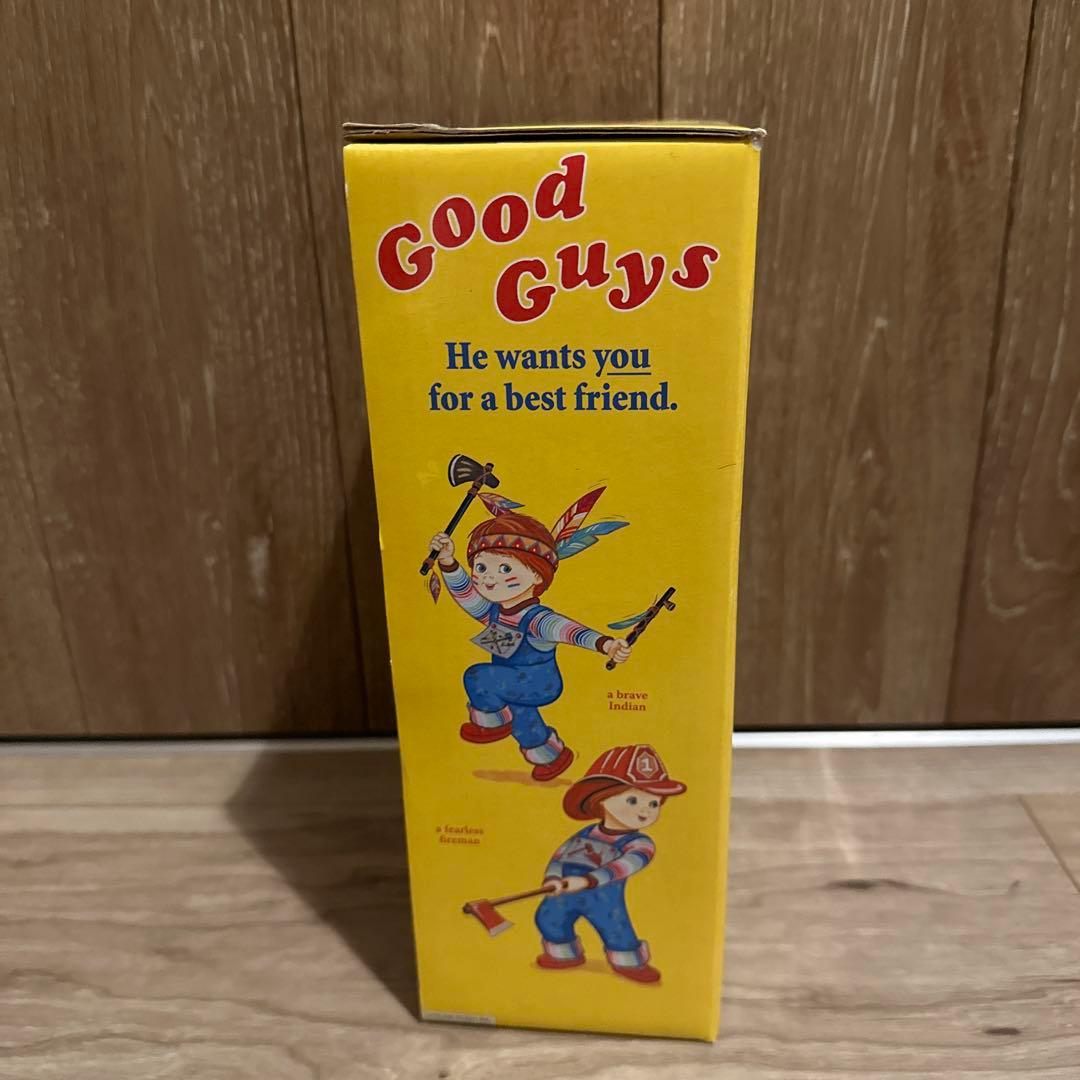 Good
Guys
He wants you
for a best friend.
a brave
Indian
1
a fearless
fireman